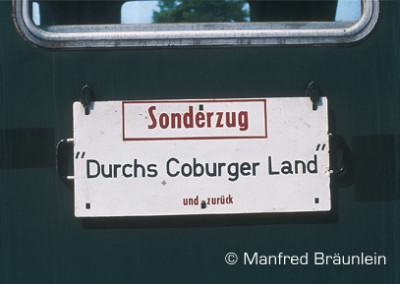 Sonderzug
"Durchs Coburger Land"
und zurück
© Manfred Bräunlein